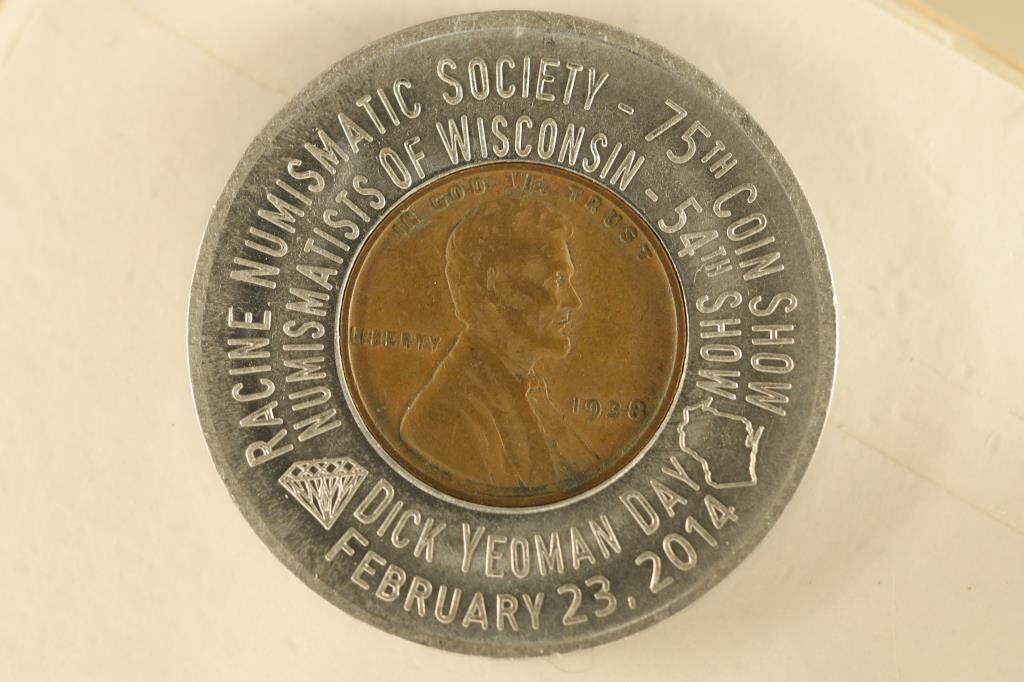 RACINE NUMISMATIC SOCIETY - 75TH COIN SHOW
NUMISMATISTS OF WISCONSIN - 54TH SHOW
IN GOD WE TRUST
LIBERTY
1938
DICK YEOMAN DAY
FEBRUARY 23, 2014